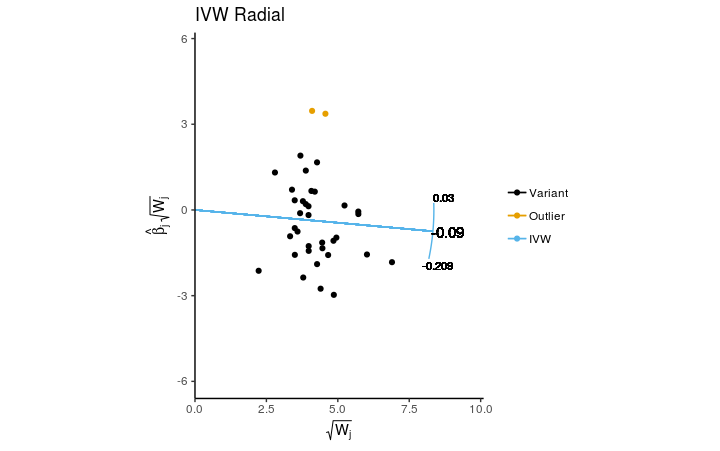 IVW Radial
6
3
0
-3
-6
β̂j√Wj
0.03
-0.09
-0.209
0.0
2.5
5.0
7.5
10.0
√Wj
Variant
Outlier
IVW